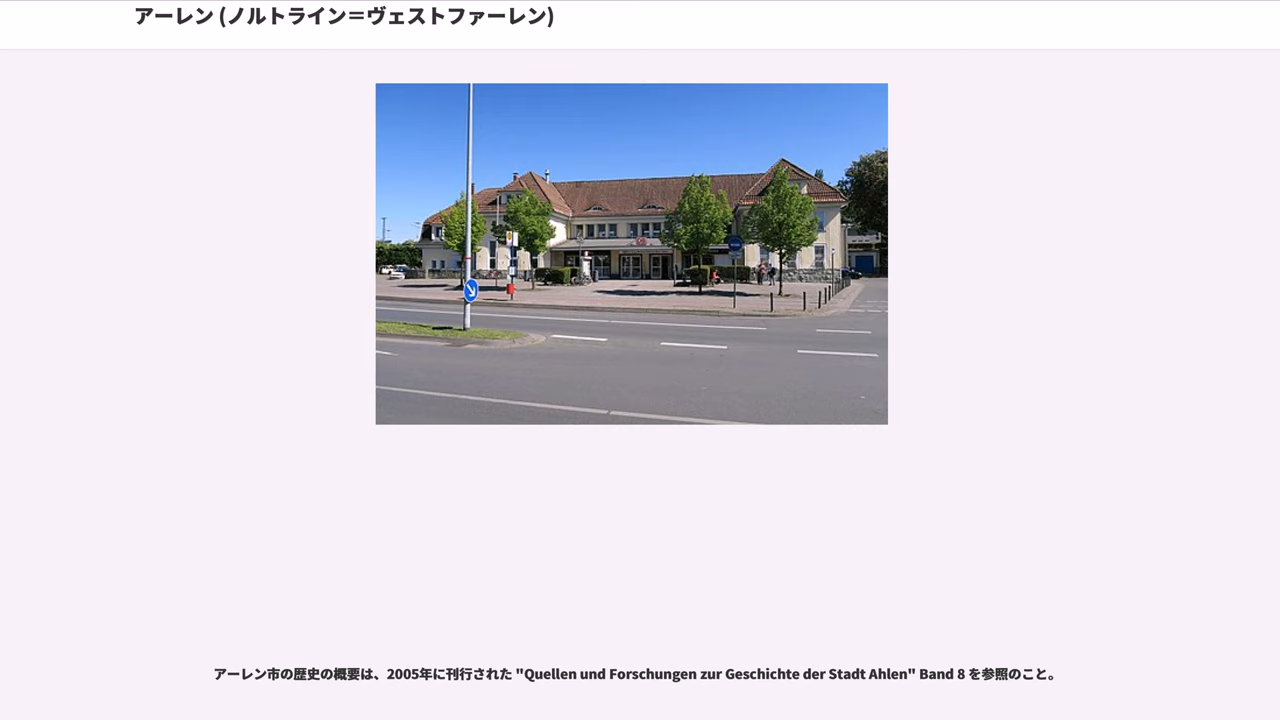 アーレン (ノルトライン＝ヴェストファーレン)
アーレン市の歴史の概要は、2005年に刊行された "Quellen und Forschungen zur Geschichte der Stadt Ahlen" Band 8 を参照のこと。